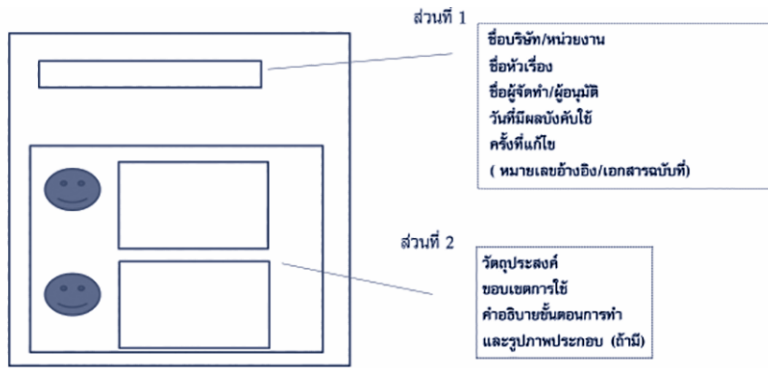 ส่วนที่ 1
ชื่อบริษัท/หน่วยงาน
ชื่อหัวเรื่อง
ชื่อผู้จัดทำ/ผู้อนุมัติ
วันที่มีผลบังคับใช้
ครั้งที่แก้ไข
( หมายเลขอ้างอิง/เอกสารฉบับที่)
ส่วนที่ 2
วัตถุประสงค์
ขอบเขตการใช้
คำอธิบายขั้นตอนการทำ
และรูปภาพประกอบ (ถ้ามี)